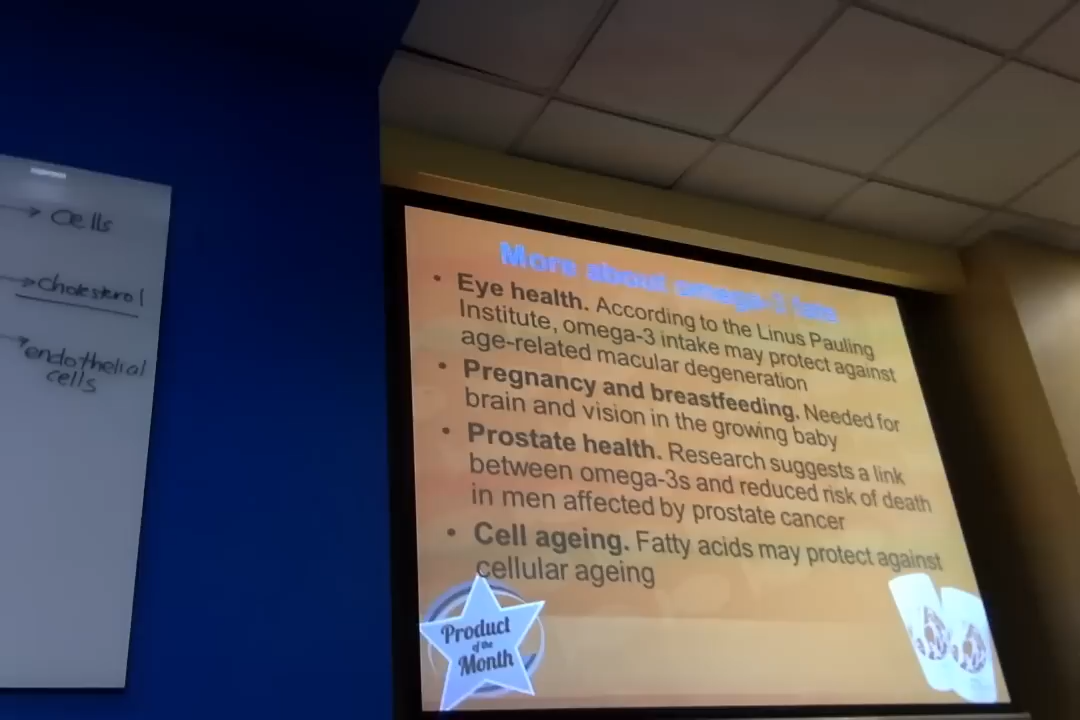 cells
cholesterol
endothelial
cells
More about omega-3 fats
• Eye health. According to the Linus Pauling
Institute, omega-3 intake may protect against
age-related macular degeneration
• Pregnancy and breastfeeding. Needed for
brain and vision in the growing baby
• Prostate health. Research suggests a link
between omega-3s and reduced risk of death
in men affected by prostate cancer
• Cell ageing. Fatty acids may protect against
cellular ageing
Product
of the
Month